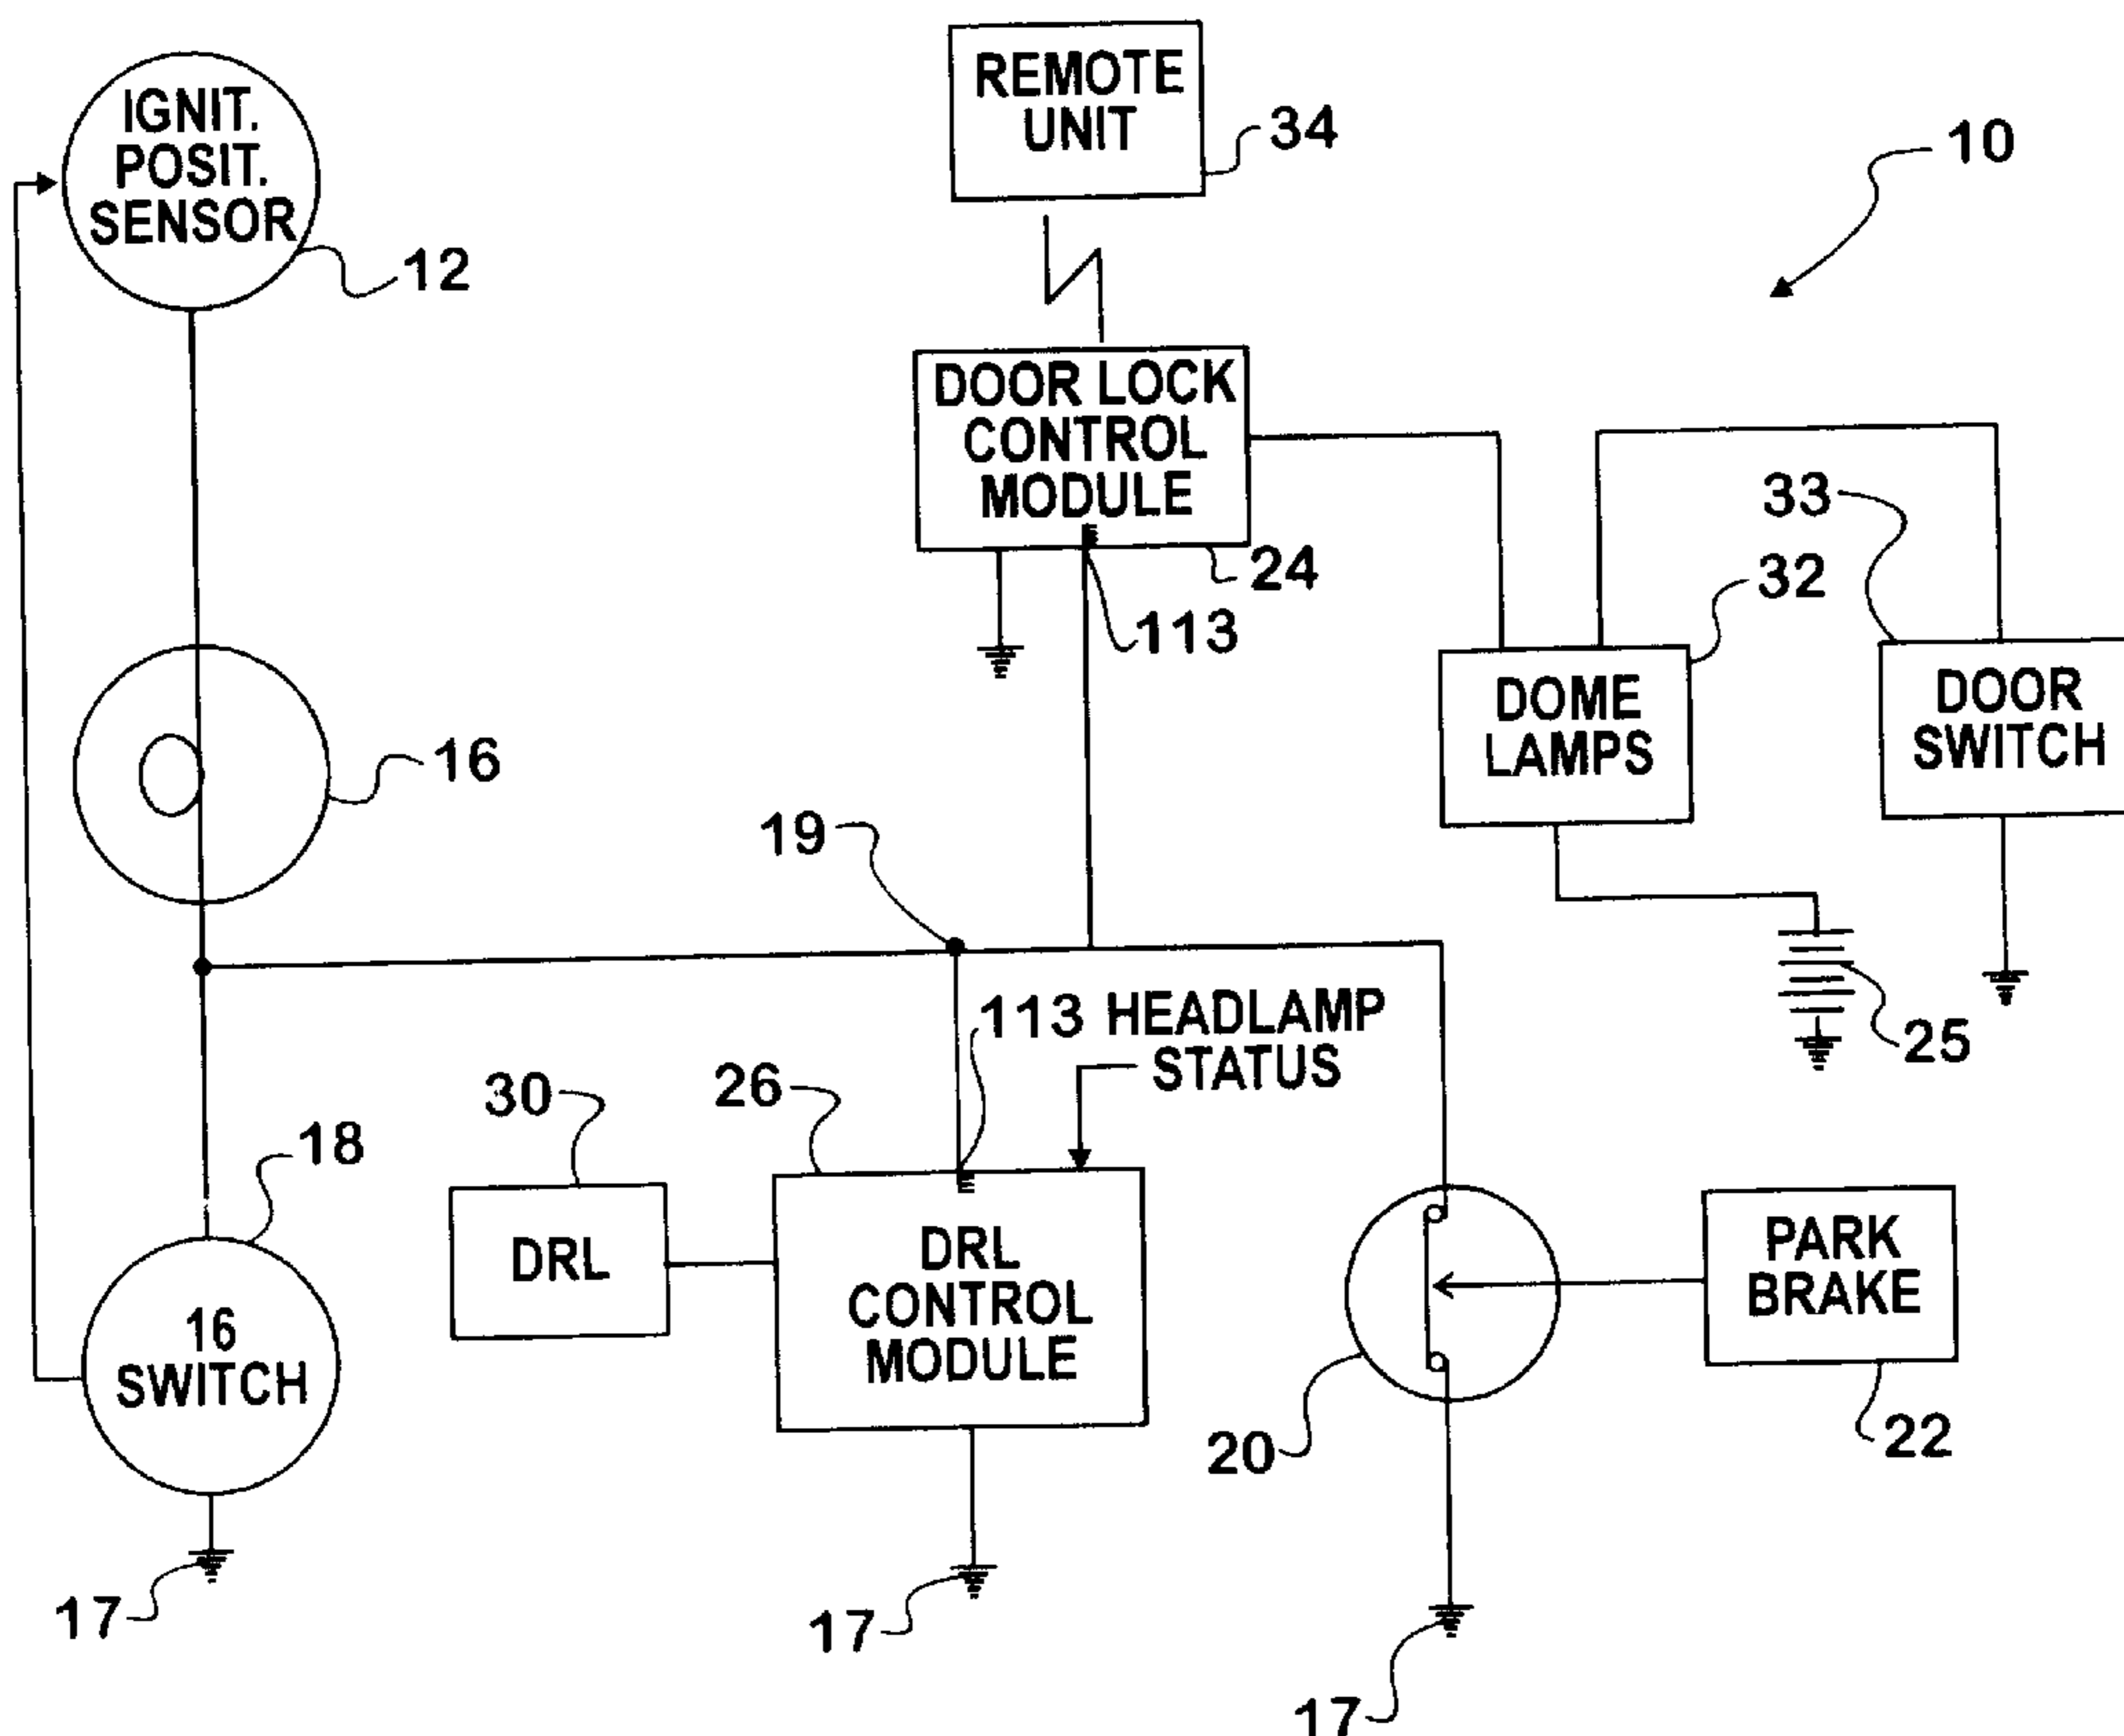 IGNIT.
POSIT.
SENSOR
12
REMOTE
UNIT
34
10
DOOR LOCK
CONTROL
MODULE
24
113
33
32
DOME
LAMPS
DOOR
SWITCH
16
19
25
113 HEADLAMP
STATUS
30
26
18
DRL
DRL
CONTROL
MODULE
PARK
BRAKE
16
SWITCH
20
22
17
17
17